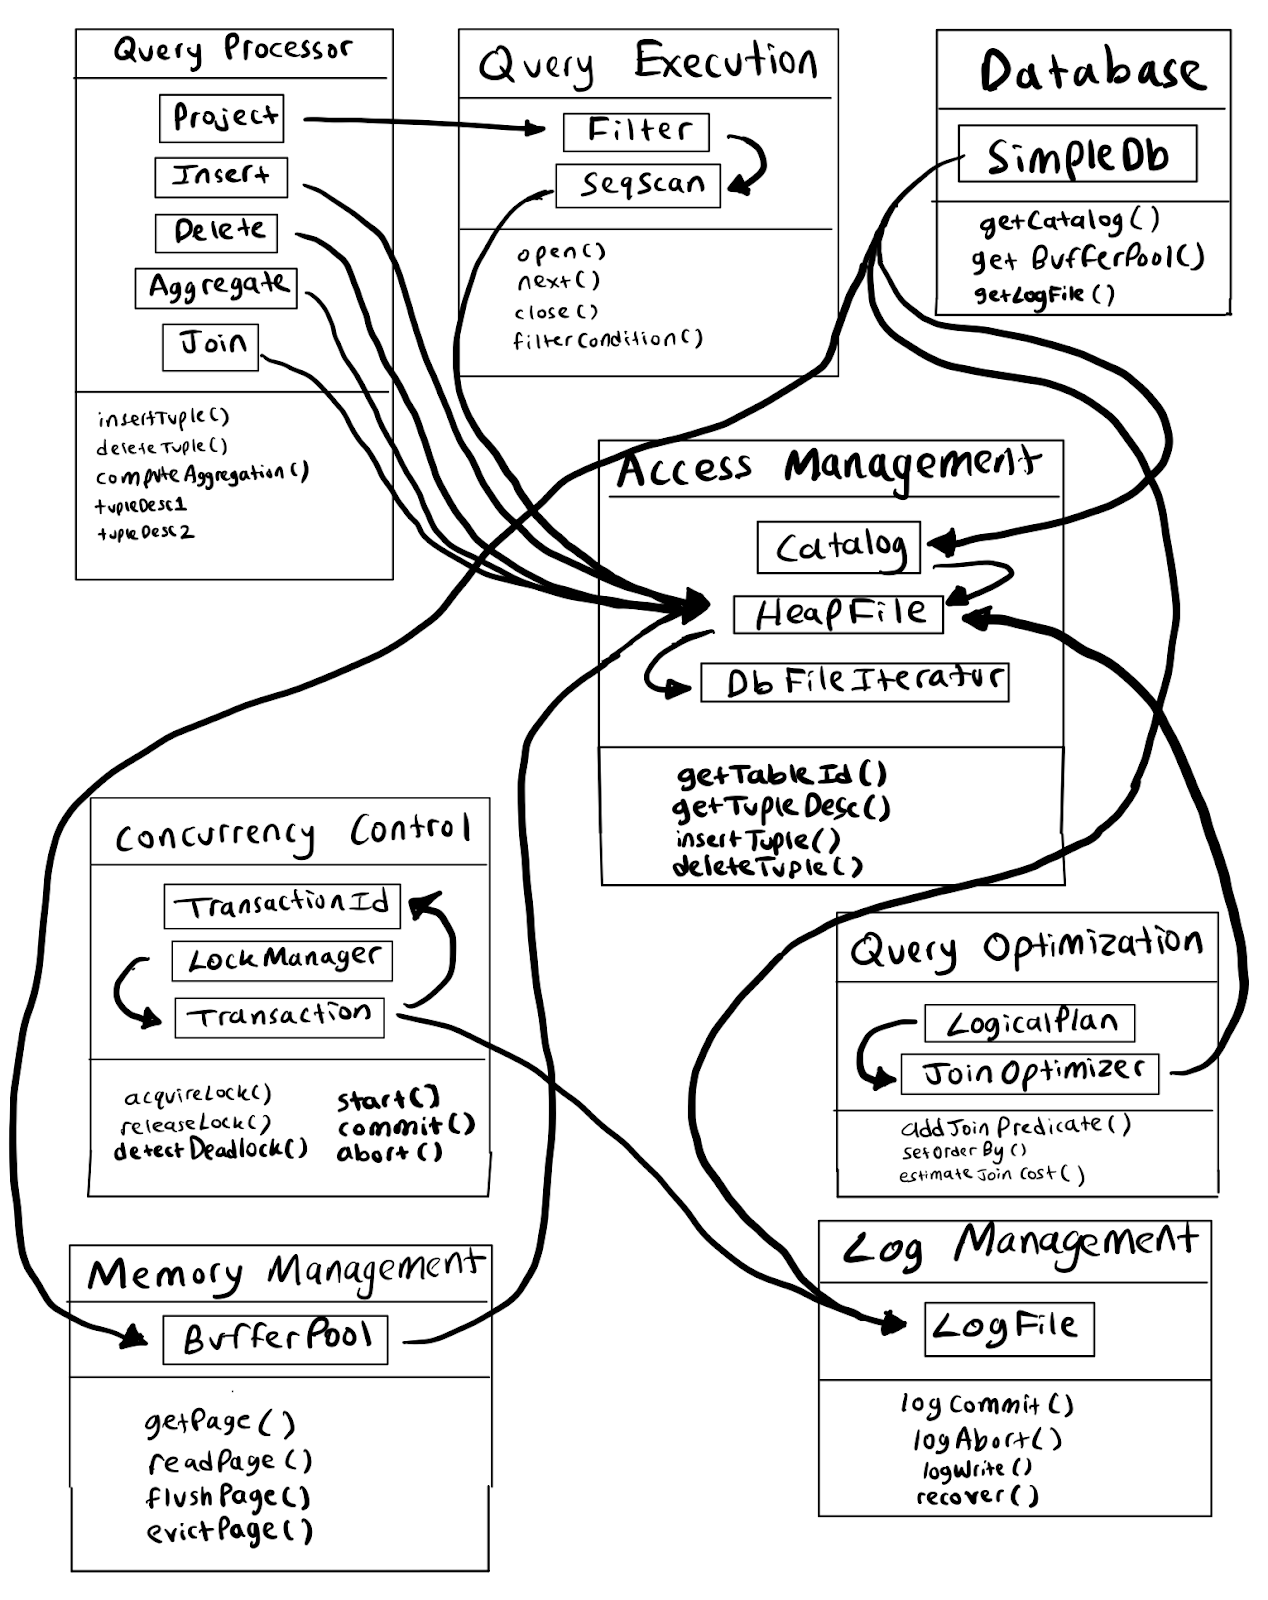 Query Processor
Project
Insert
Delete
Aggregate
Join
insertTuple()
deleteTuple()
computeAggregation()
tupleDesc1
tupleDesc2
Query Execution
Filter
SeqScan
open()
next()
close()
filterCondition()
Database
SimpleDb
getCatalog()
get BufferPool()
getLogFile()
Access Management
Catalog
HeapFile
DbFileIterator
getTableId()
getTupleDesc()
insertTuple()
deleteTuple()
Concurrency Control
TransactionId
LockManager
Transaction
acquireLock()
releaseLock()
detectDeadlock()
start()
commit()
abort()
Query Optimization
LogicalPlan
JoinOptimizer
addJoinPredicate()
setOrderBy()
estimateJoinCost()
Memory Management
BufferPool
getPage()
readPage()
flushPage()
evictPage()
Log Management
LogFile
logCommit()
logAbort()
logWrite()
recover()